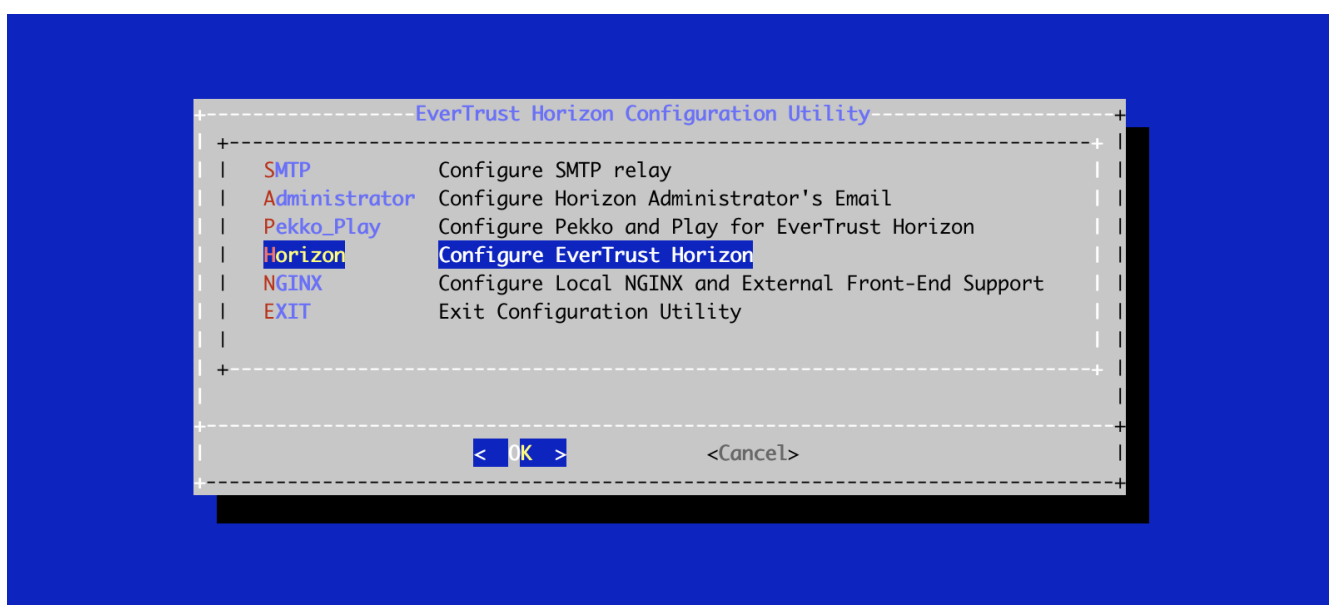 EverTrust Horizon Configuration Utility
SMTP Configure SMTP relay
Administrator Configure Horizon Administrator's Email
Pekko_Play Configure Pekko and Play for EverTrust Horizon
Horizon Configure EverTrust Horizon
NGINX Configure Local NGINX and External Front-End Support
EXIT Exit Configuration Utility
< OK > <Cancel>